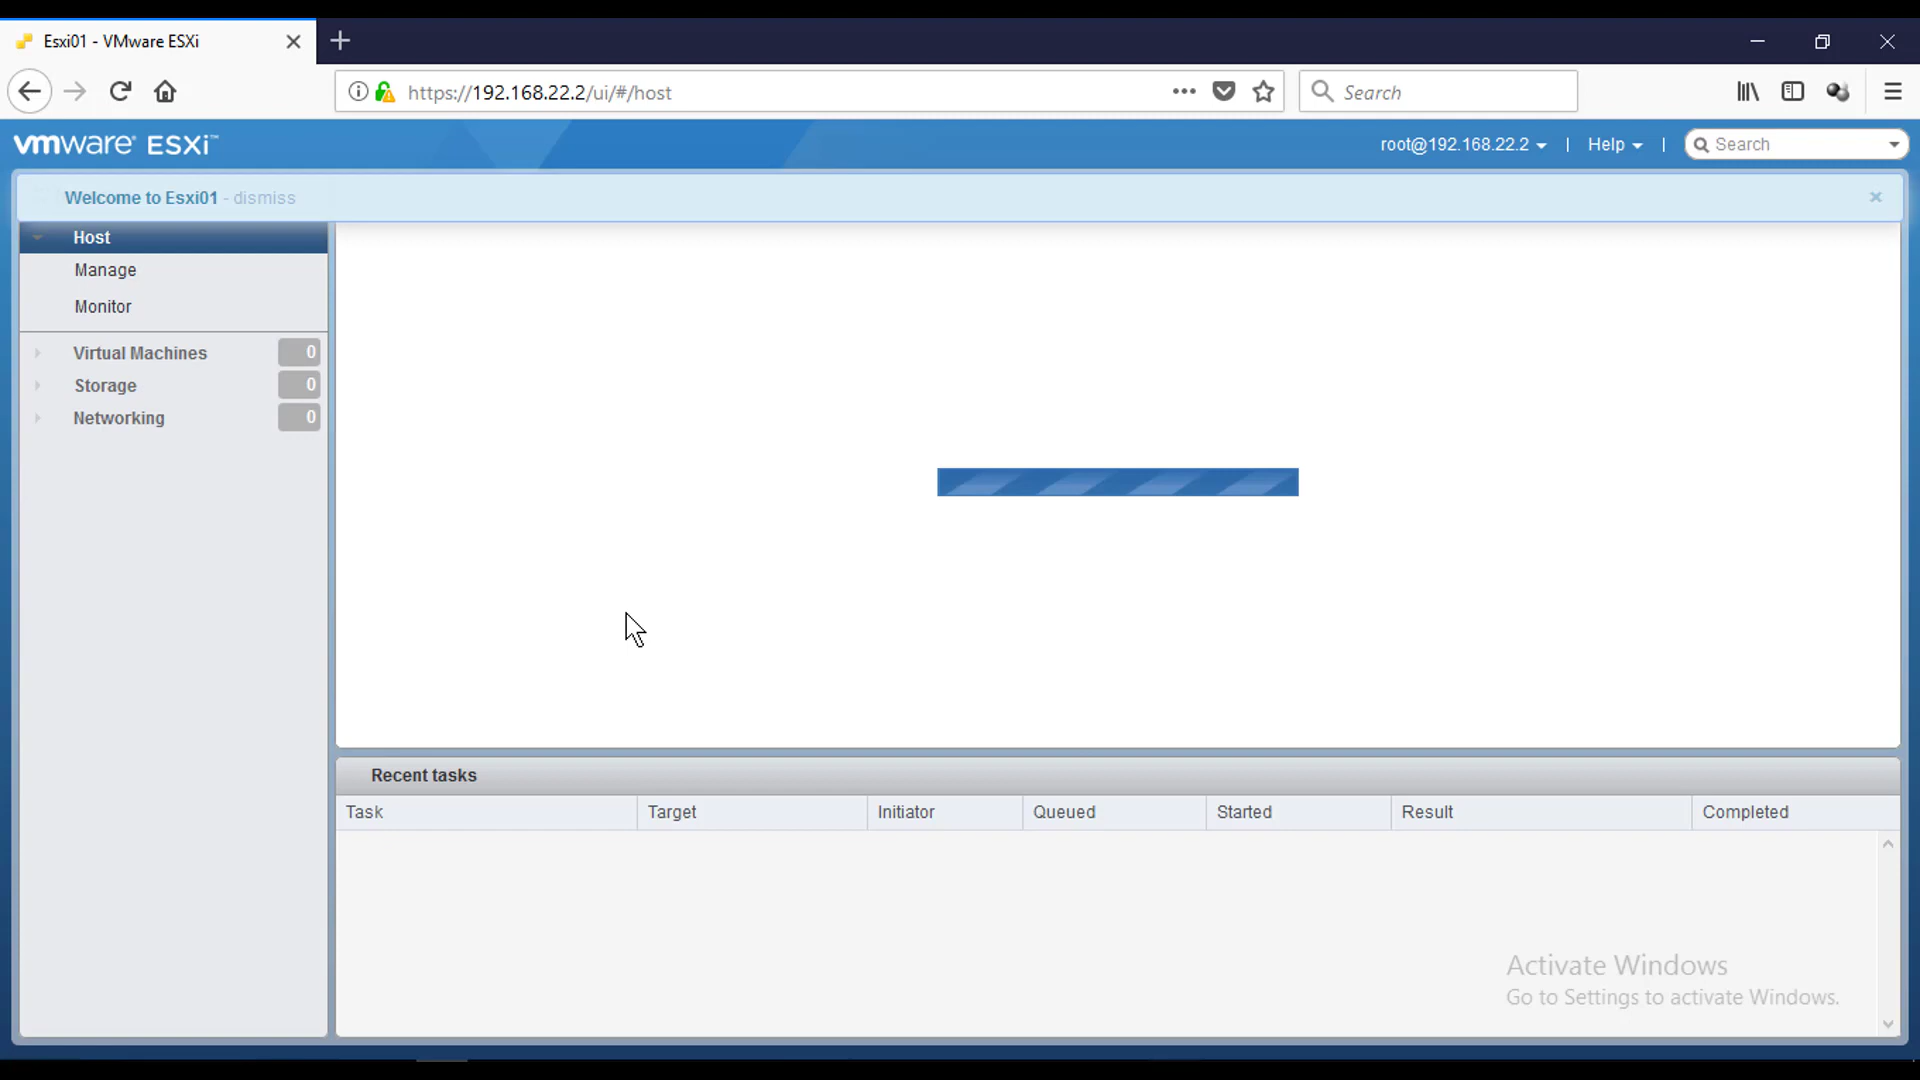 Esxi01 - VMware ESXi
https://192.168.22.2/ui/#/host
Search
vmware ESXi™
root@192.168.22.2
|
Help
|
Search
Welcome to Esxi01 - dismiss
Host
Manage
Monitor
Virtual Machines 0
Storage 0
Networking 0
Recent tasks
Task Target Initiator Queued Started Result Completed
Activate Windows
Go to Settings to activate Windows.